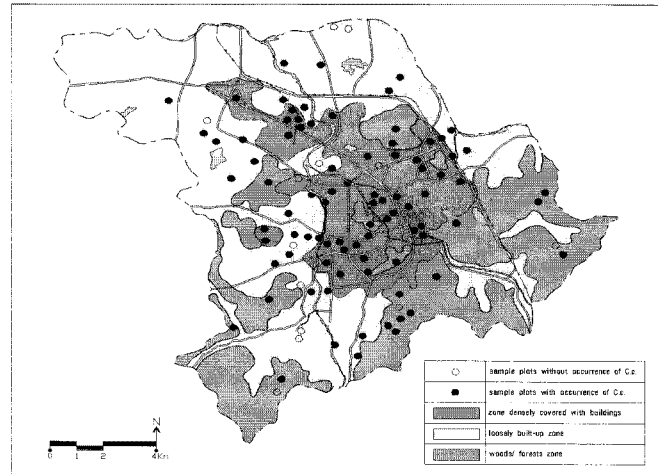 sample plots without occurrence of C.c.
sample plots with occurrence of C.c.
zone densely covered with buildings
loosely built-up zone
woods/ forests zone
N
0 1 2 4Km